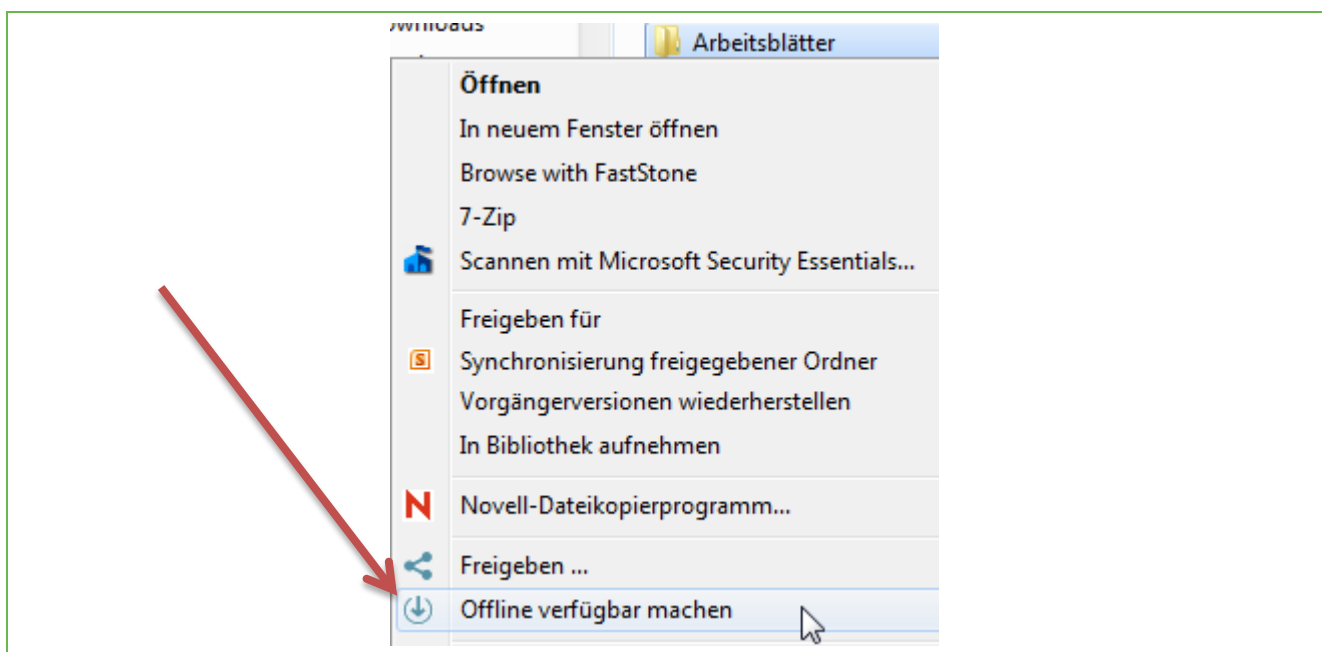 Arbeitsblätter
Öffnen
In neuem Fenster öffnen
Browse with FastStone
7-Zip
Scannen mit Microsoft Security Essentials...
Freigeben für
Synchronisierung freigegebener Ordner
Vorgängerversionen wiederherstellen
In Bibliothek aufnehmen
Novell-Dateikopierprogramm...
Freigeben ...
Offline verfügbar machen